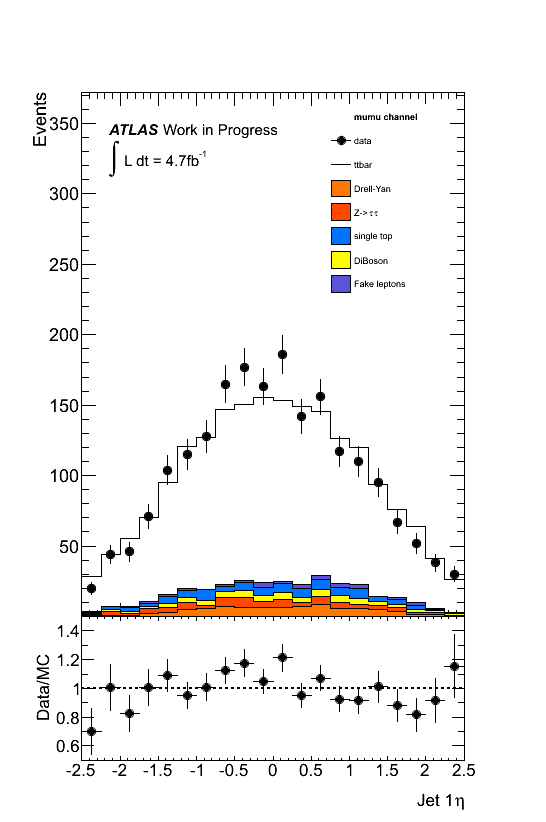 Events
350
300
250
200
150
100
50
ATLAS Work in Progress
∫ L dt = 4.7fb⁻¹
mumu channel
data
ttbar
Drell-Yan
Z->ττ
single top
DiBoson
Fake leptons
Data/MC
1.4
1.2
1
0.8
0.6
-2.5 -2 -1.5 -1 -0.5 0 0.5 1 1.5 2 2.5
Jet 1η